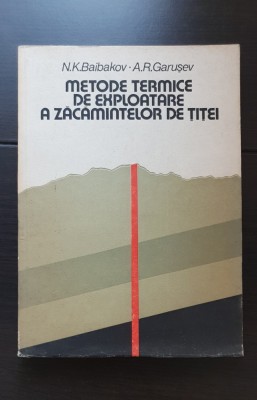 N.K.Baibakov · A.R.Garușev
METODE TERMICE
DE EXPLOATARE
A ZĂCĂMINTELOR DE ȚIȚEI